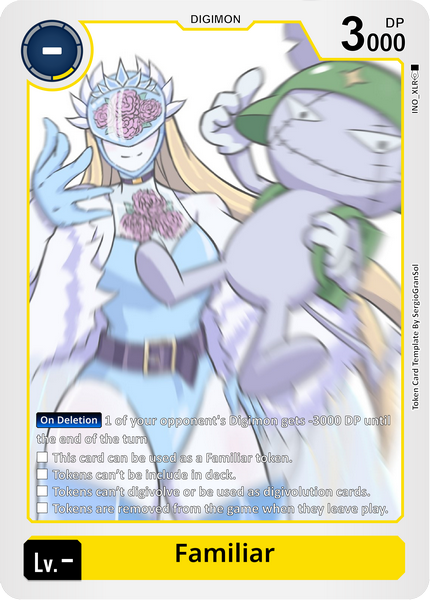 DIGIMON
-
3000
DP
INO_XLR
Token Card Template By SergioGranSol
On Deletion 1 of your opponent's Digimon gets -3000 DP until
the end of the turn
This card can be used as a Familiar token.
Tokens can't be include in deck.
Tokens can't digivolve or be used as digivolution cards.
Tokens are removed from the game when they leave play.
Lv.-
Familiar